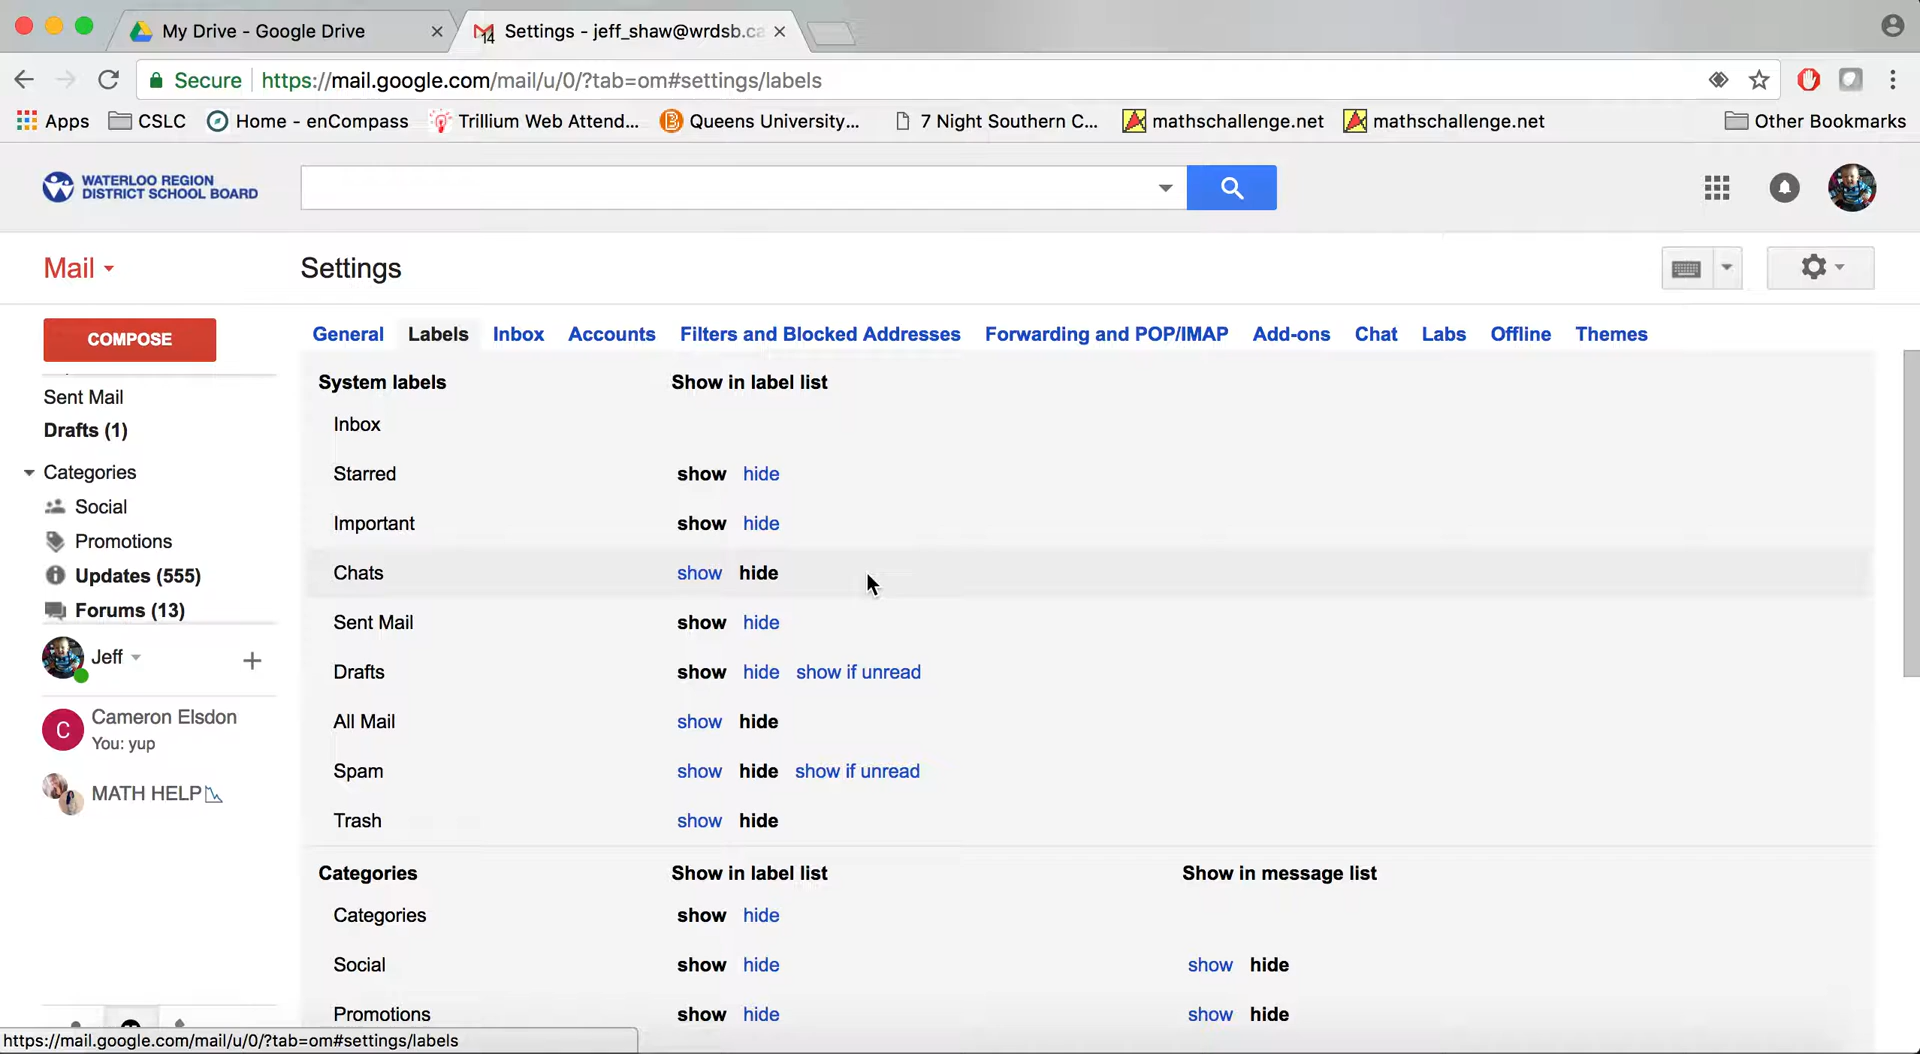 My Drive - Google Drive
Settings - jeff_shaw@wrdsb.ca
14
Secure https://mail.google.com/mail/u/0/?tab=om#settings/labels
Apps CSLC Home - enCompass Trillium Web Attend... Queens University... 7 Night Southern C... mathschallenge.net mathschallenge.net Other Bookmarks
WATERLOO REGION
DISTRICT SCHOOL BOARD
Mail Settings
COMPOSE
General Labels Inbox Accounts Filters and Blocked Addresses Forwarding and POP/IMAP Add-ons Chat Labs Offline Themes
Sent Mail
Drafts (1)
Categories
Social
Promotions
Updates (555)
Forums (13)
Jeff
C
Cameron Elsdon
You: yup
MATH HELP
System labels Show in label list
Inbox
Starred show hide
Important show hide
Chats show hide
Sent Mail show hide
Drafts show hide show if unread
All Mail show hide
Spam show hide show if unread
Trash show hide
Categories Show in label list Show in message list
Categories show hide
Social show hide show hide
Promotions show hide show hide
https://mail.google.com/mail/u/0/?tab=om#settings/labels